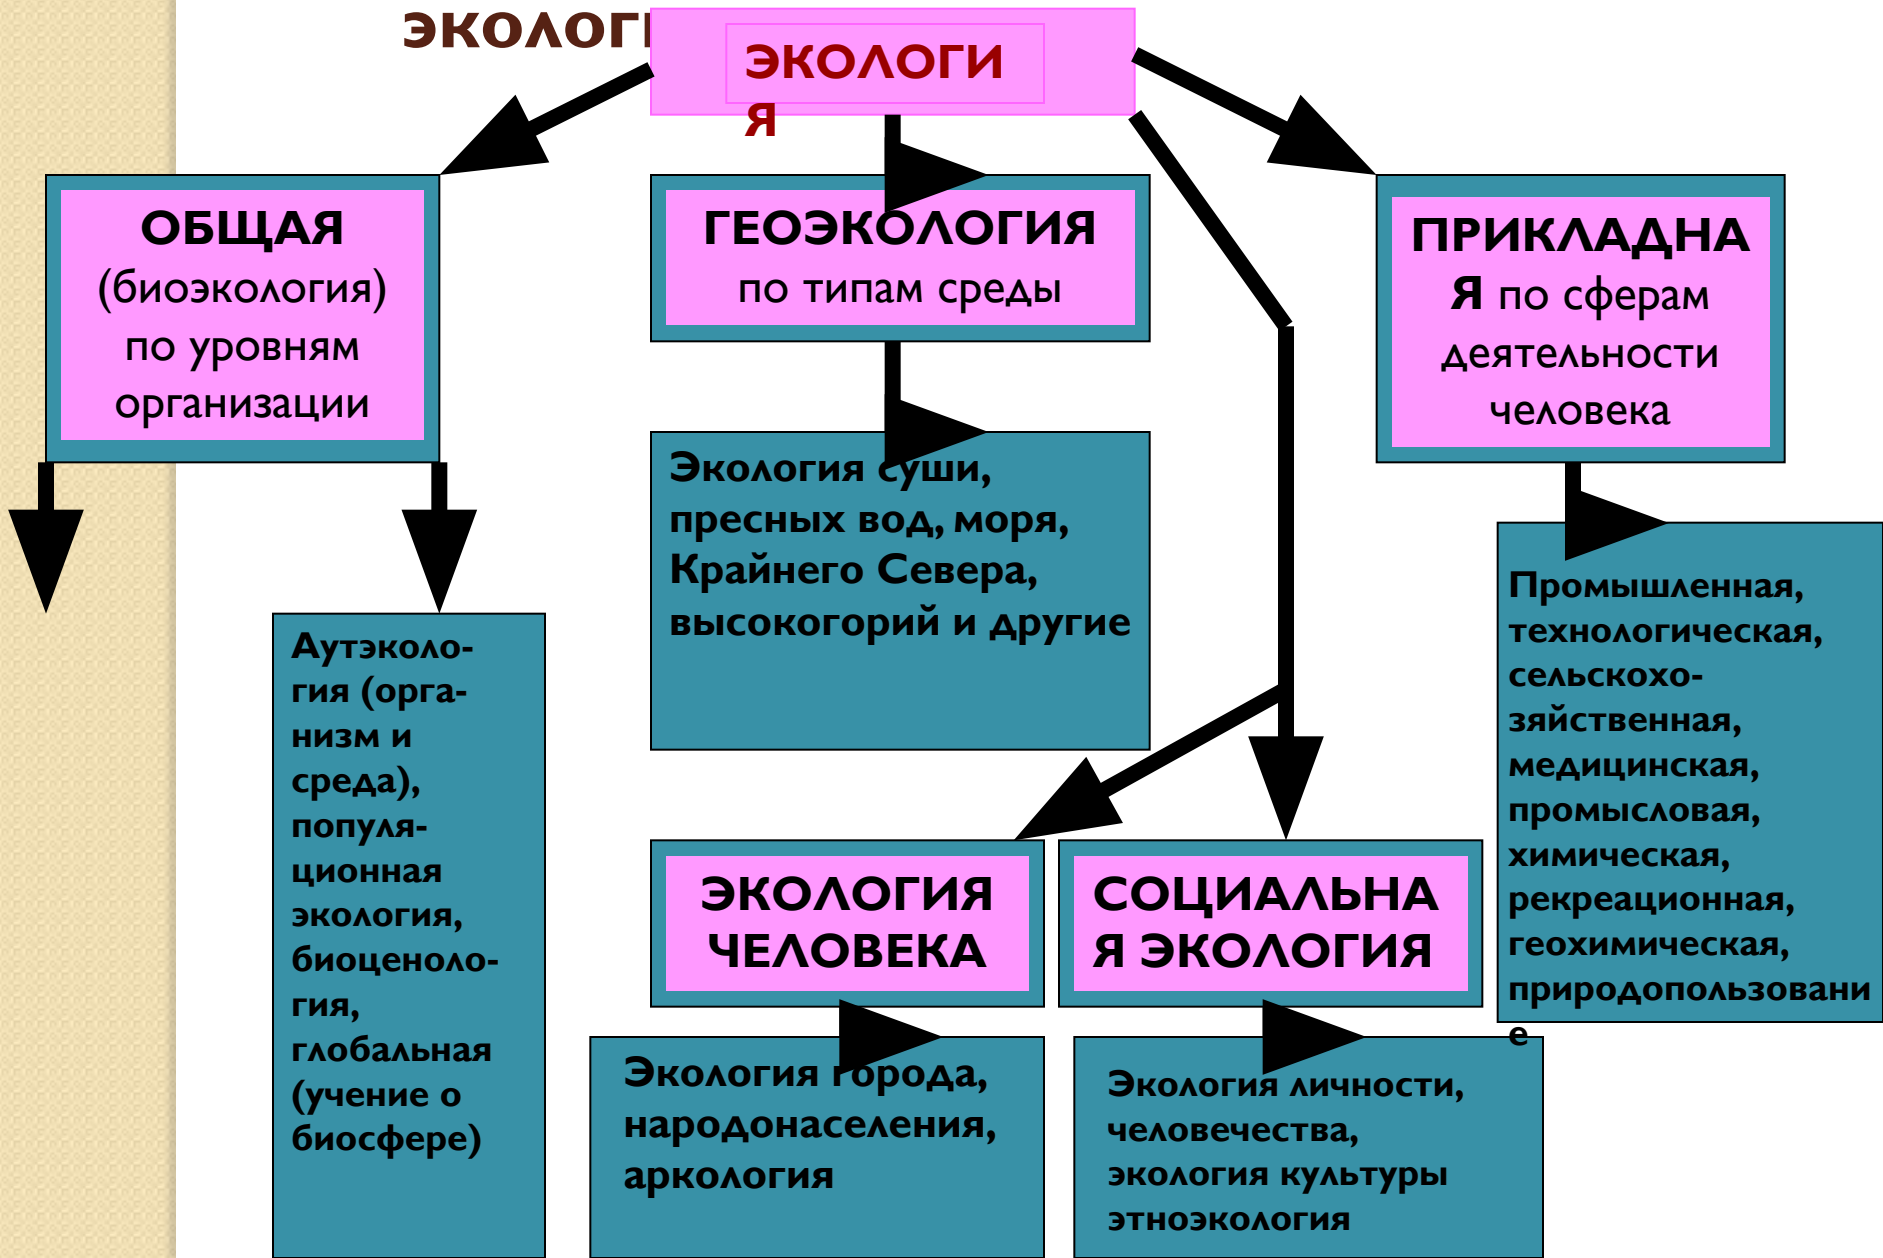 ЭКОЛОГИ
Я
ОБЩАЯ
(биоэкология)
по уровням
организации
ГЕОЭКОЛОГИЯ
по типам среды
ПРИКЛАДНА
Я по сферам
деятельности
человека
Экология суши,
пресных вод, моря,
Крайнего Севера,
высокогорий и другие
Аутэколо-
гия (орга-
низм и
среда),
популя-
ционная
экология,
биоценоло-
гия,
глобальная
(учение о
биосфере)
Промышленная,
технологическая,
сельскохо-
зяйственная,
медицинская,
промысловая,
химическая,
рекреационная,
геохимическая,
природопользовани
е
ЭКОЛОГИЯ
ЧЕЛОВЕКА
СОЦИАЛЬНА
Я ЭКОЛОГИЯ
Экология города,
народонаселения,
аркология
Экология личности,
человечества,
экология культуры
этноэкология